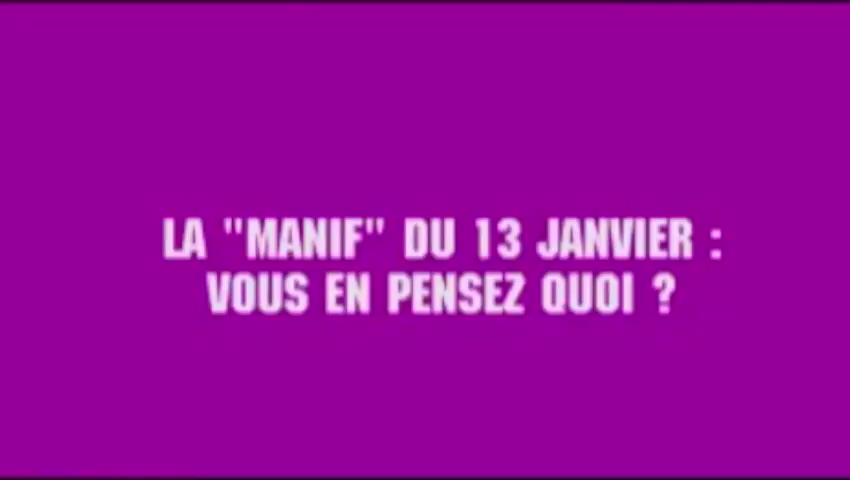 LA "MANIF" DU 13 JANVIER :
VOUS EN PENSEZ QUOI ?